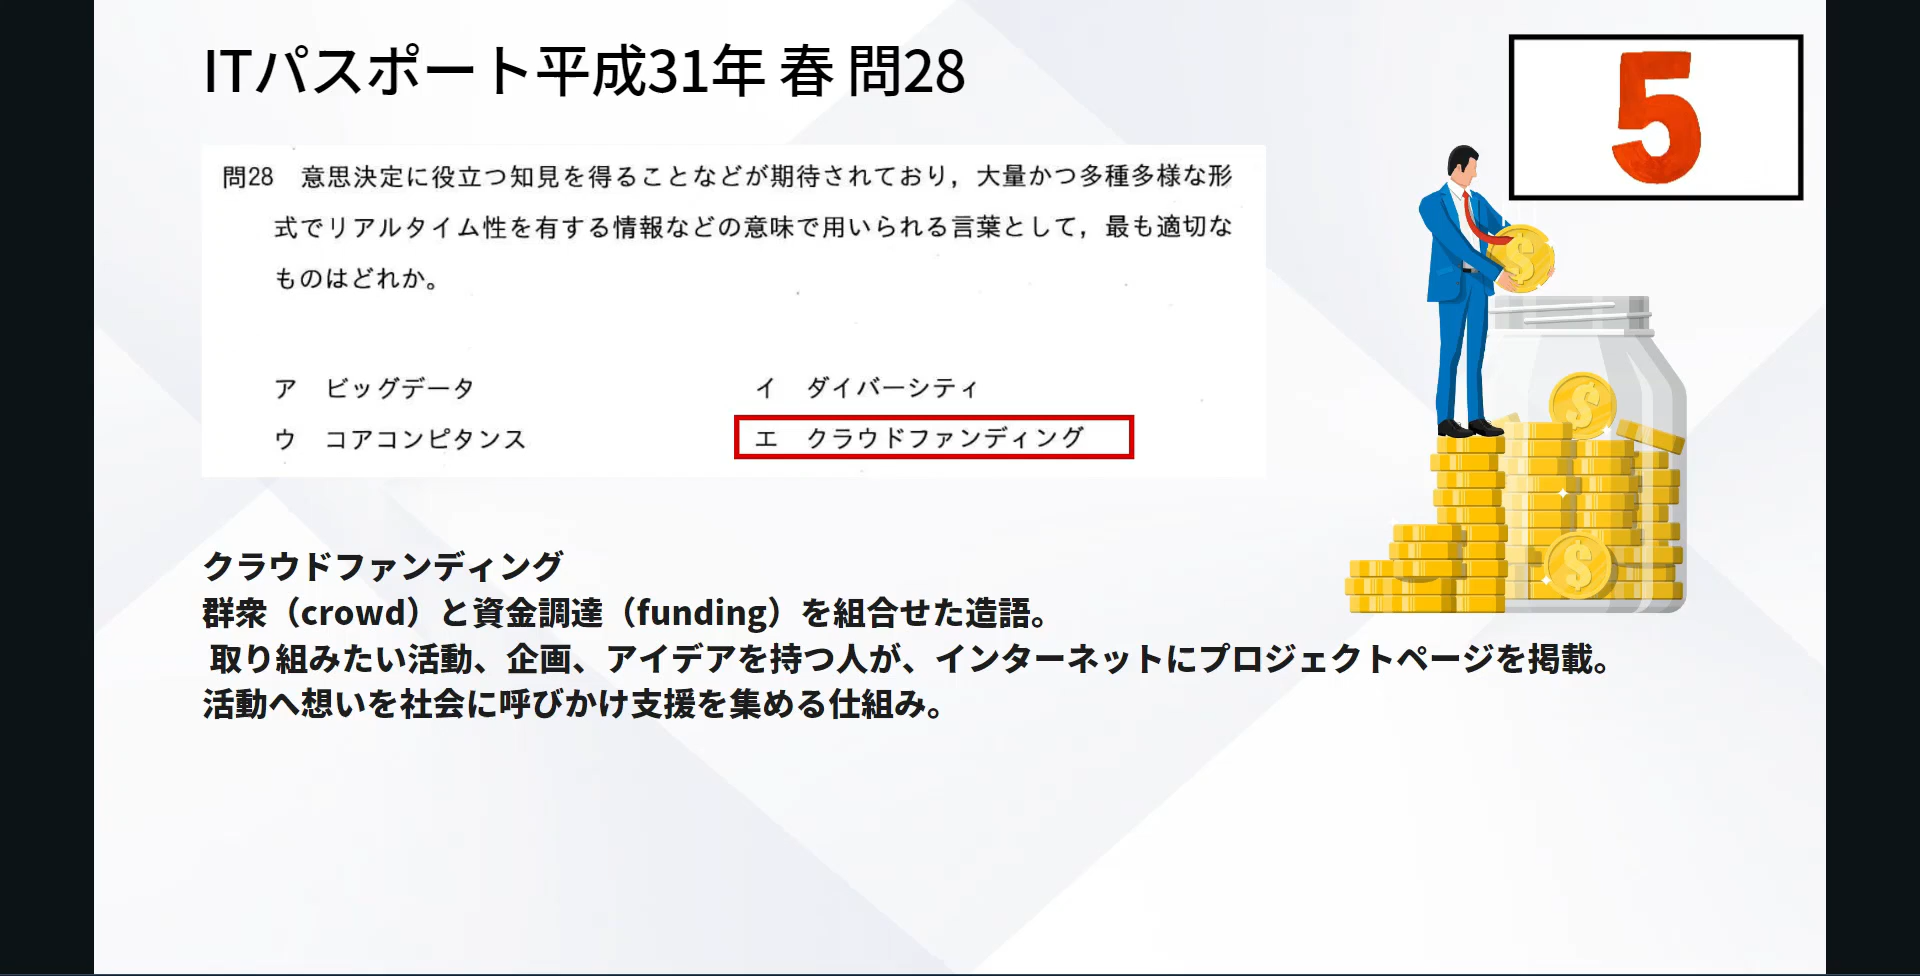 ITパスポート平成31年 春 問28
5
問28 意思決定に役立つ知見を得ることなどが期待されており，大量かつ多種多様な形
式でリアルタイム性を有する情報などの意味で用いられる言葉として，最も適切な
ものはどれか。
ア ビッグデータ
イ ダイバーシティ
ウ コアコンピタンス
エ クラウドファンディング
クラウドファンディング
群衆（crowd）と資金調達（funding）を組合せた造語。
取り組みたい活動、企画、アイデアを持つ人が、インターネットにプロジェクトページを掲載。
活動へ想いを社会に呼びかけ支援を集める仕組み。